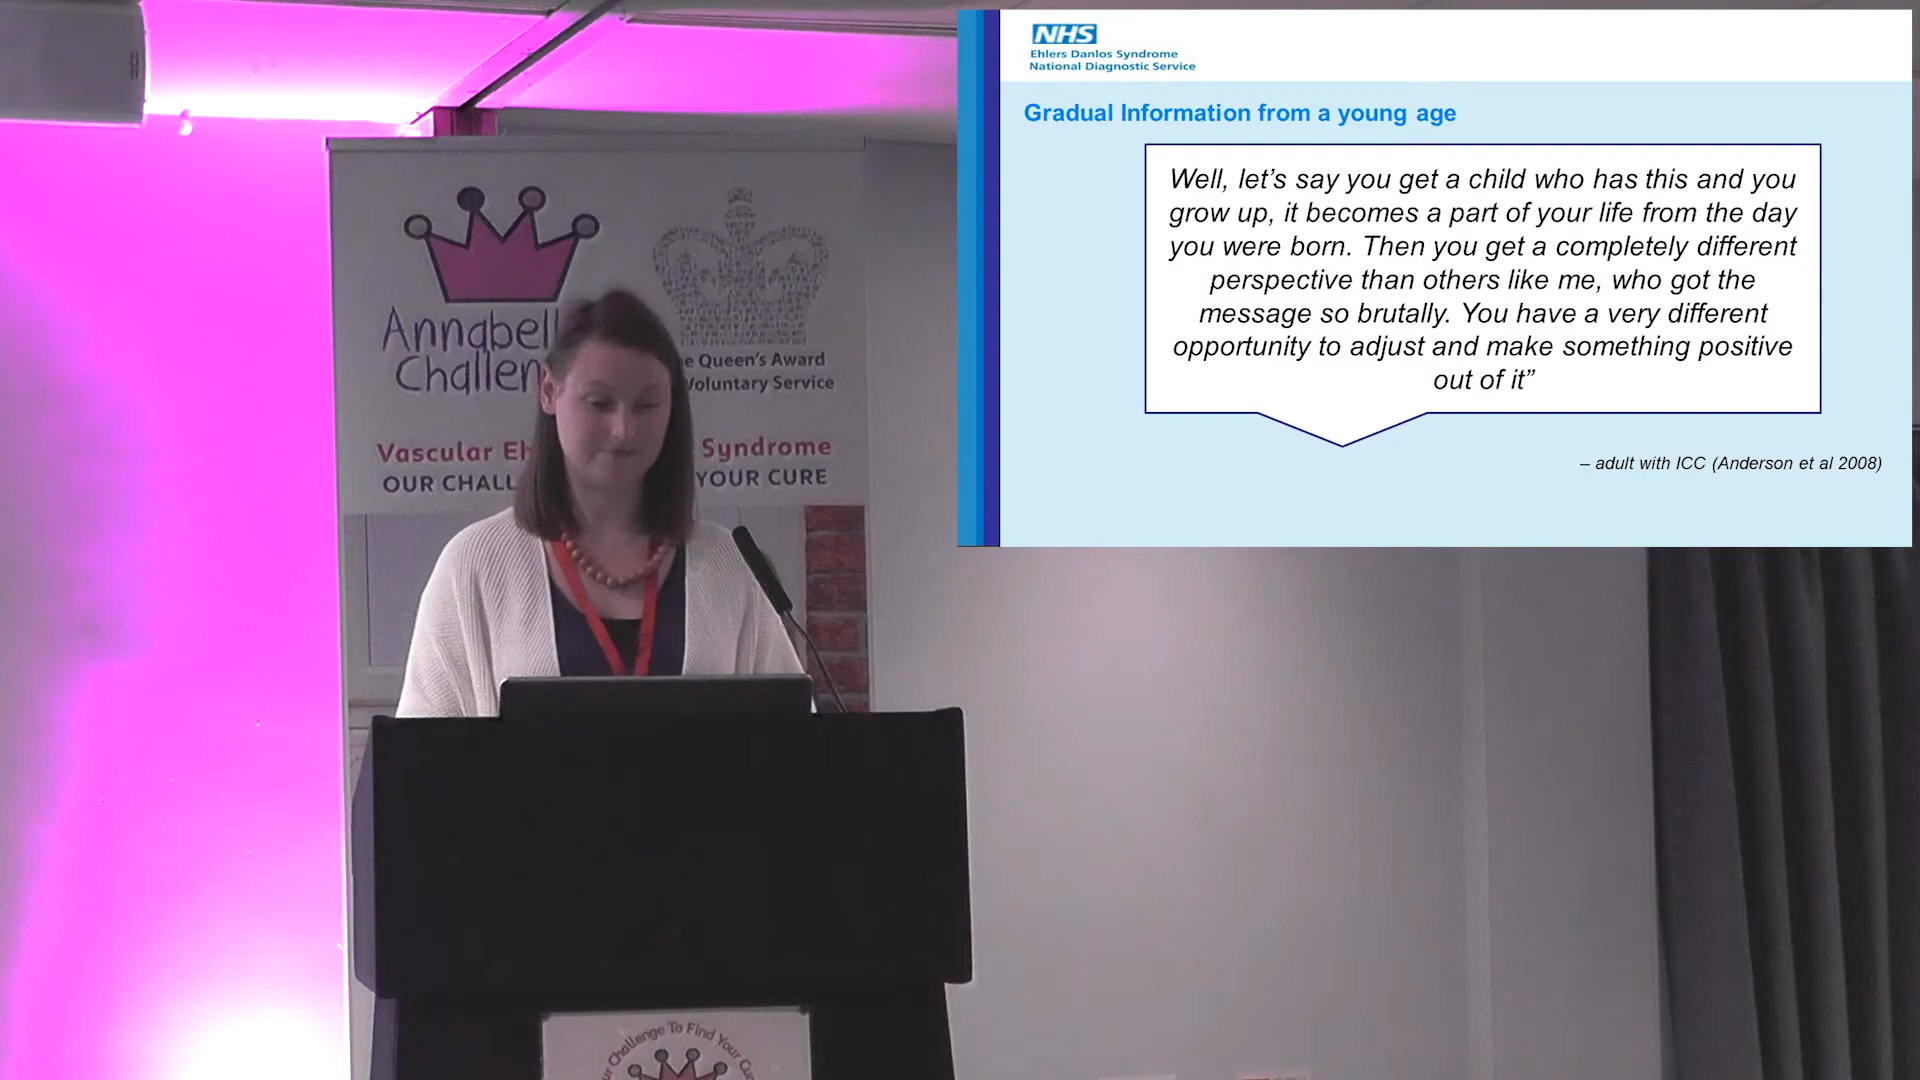 NHS
Ehlers Danlos Syndrome
National Diagnostic Service
Gradual Information from a young age
Well, let's say you get a child who has this and you
grow up, it becomes a part of your life from the day
you were born. Then you get a completely different
perspective than others like me, who got the
message so brutally. You have a very different
opportunity to adjust and make something positive
out of it”
– adult with ICC (Anderson et al 2008)
Queen's Award
Voluntary Service
Vascular Syndrome
OUR YOUR CURE
Challenge To Find Your